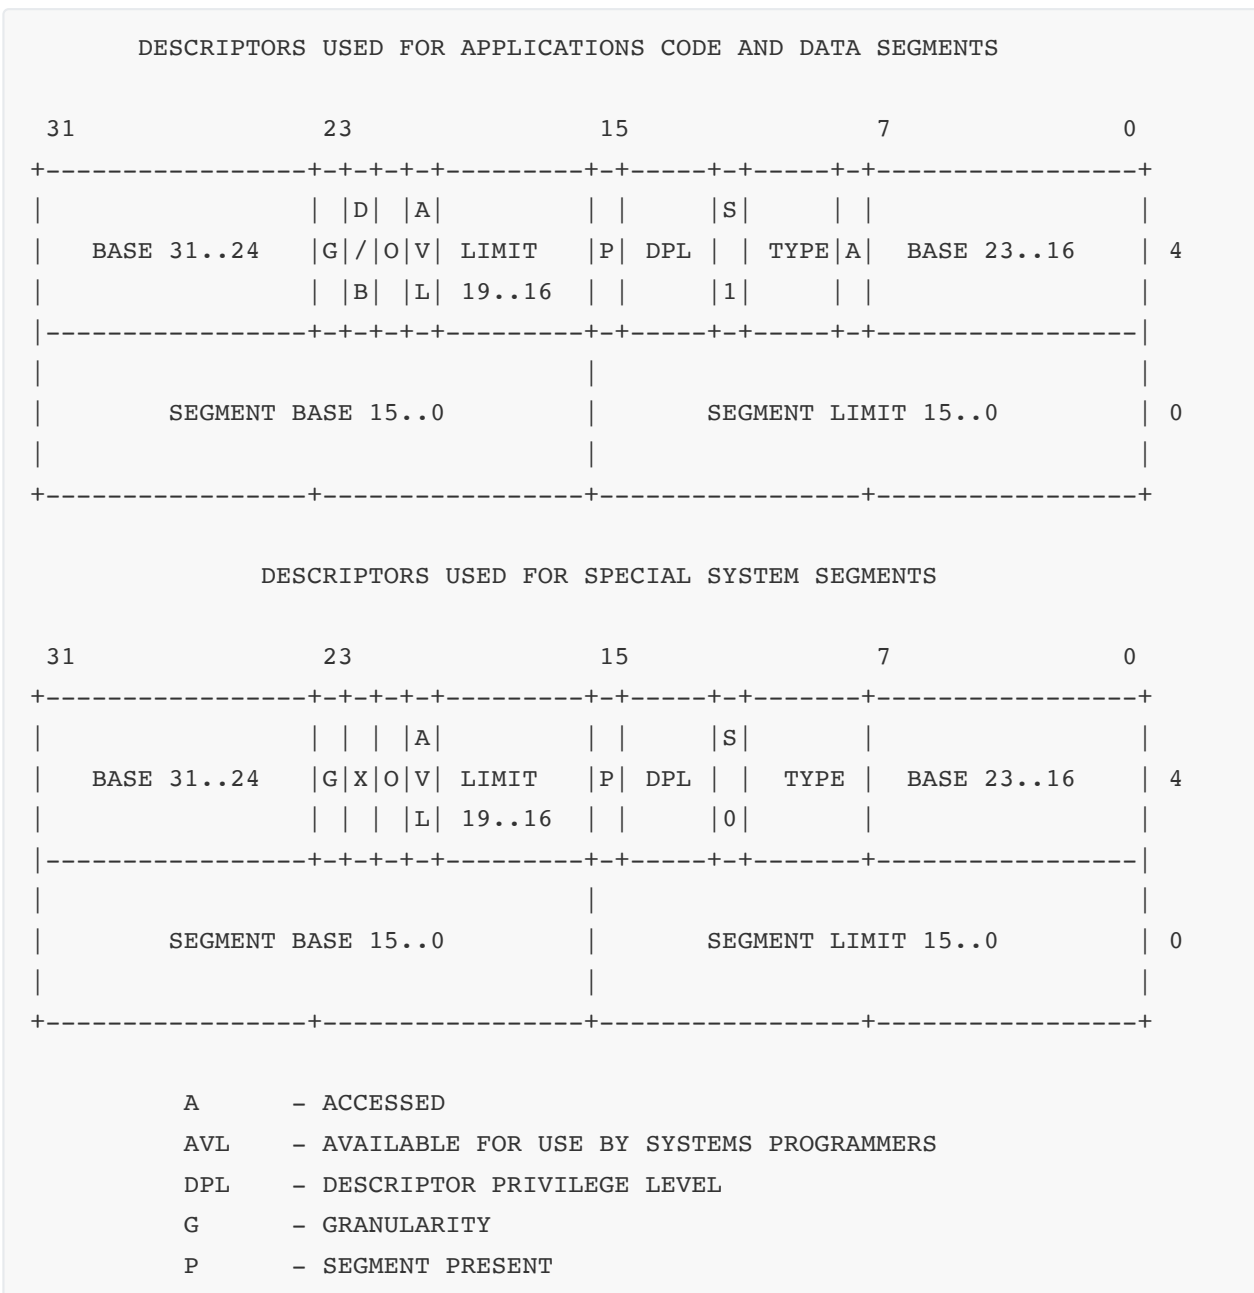 DESCRIPTORS USED FOR APPLICATIONS CODE AND DATA SEGMENTS
 31                23                15                7               0
+-----------------+-+-+-+-+---------+-+-----+-+-----+-+-----------------+
|                 | |D| |A|         | |     |S|     | |                 |
|   BASE 31..24   |G|/|O|V| LIMIT   |P| DPL | | TYPE|A|  BASE 23..16    | 4
|                 | |B| |L| 19..16  | |     |1|     | |                 |
|-----------------+-+-+-+-+---------+-+-----+-+-----+-+-----------------|
|                                   |                                   |
|        SEGMENT BASE 15..0         |       SEGMENT LIMIT 15..0         | 0
|                                   |                                   |
+-----------------+-----------------+-----------------+-----------------+
DESCRIPTORS USED FOR SPECIAL SYSTEM SEGMENTS
 31                23                15                7               0
+-----------------+-+-+-+-+---------+-+-----+-+-------+-----------------+
|                 | | | |A|         | |     |S|       |                 |
|   BASE 31..24   |G|X|O|V| LIMIT   |P| DPL | |  TYPE |  BASE 23..16    | 4
|                 | | | |L| 19..16  | |     |0|       |                 |
|-----------------+-+-+-+-+---------+-+-----+-+-------+-----------------|
|                                   |                                   |
|        SEGMENT BASE 15..0         |       SEGMENT LIMIT 15..0         | 0
|                                   |                                   |
+-----------------+-----------------+-----------------+-----------------+
A      - ACCESSED
AVL    - AVAILABLE FOR USE BY SYSTEMS PROGRAMMERS
DPL    - DESCRIPTOR PRIVILEGE LEVEL
G      - GRANULARITY
P      - SEGMENT PRESENT